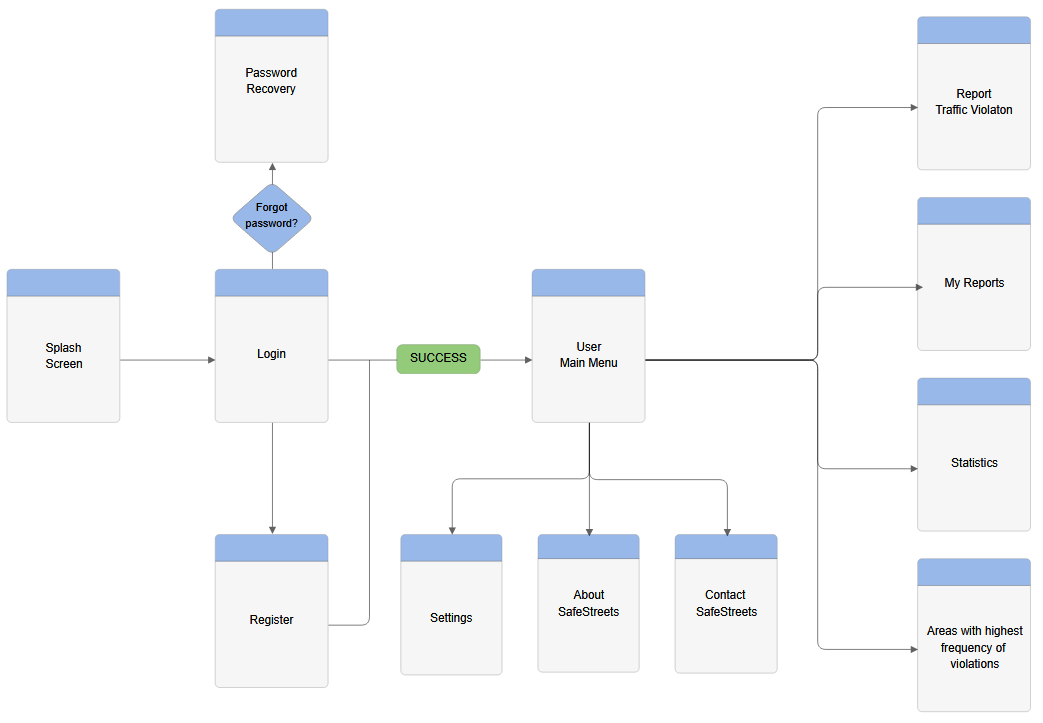 Password
Recovery
Report
Traffic Violaton
Forgot
password?
My Reports
Splash
Screen
Login
SUCCESS
User
Main Menu
Statistics
Register
Settings
About
SafeStreets
Contact
SafeStreets
Areas with highest
frequency of
violations